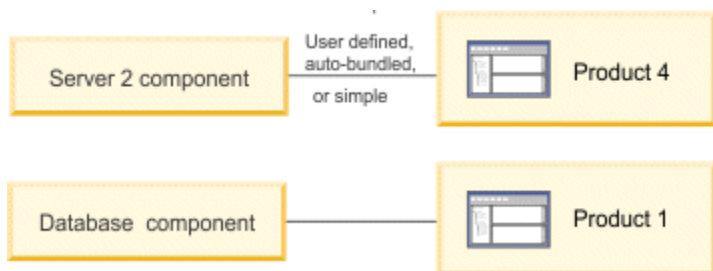 Server 2 component
User defined,
auto-bundled,
or simple
Product 4
Database component
Product 1